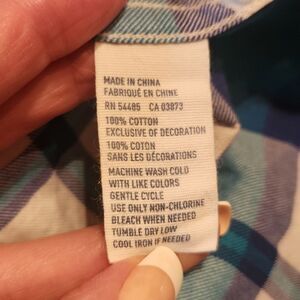 MADE IN CHINA
FABRIQUÉ EN CHINE
RN 54485 CA 03873
100% COTTON
EXCLUSIVE OF DECORATION
100% COTON
SANS LES DÉCORATIONS
MACHINE WASH COLD
WITH LIKE COLORS
GENTLE CYCLE
USE ONLY NON-CHLORINE
BLEACH WHEN NEEDED
TUMBLE DRY LOW
COOL IRON IF NEEDED